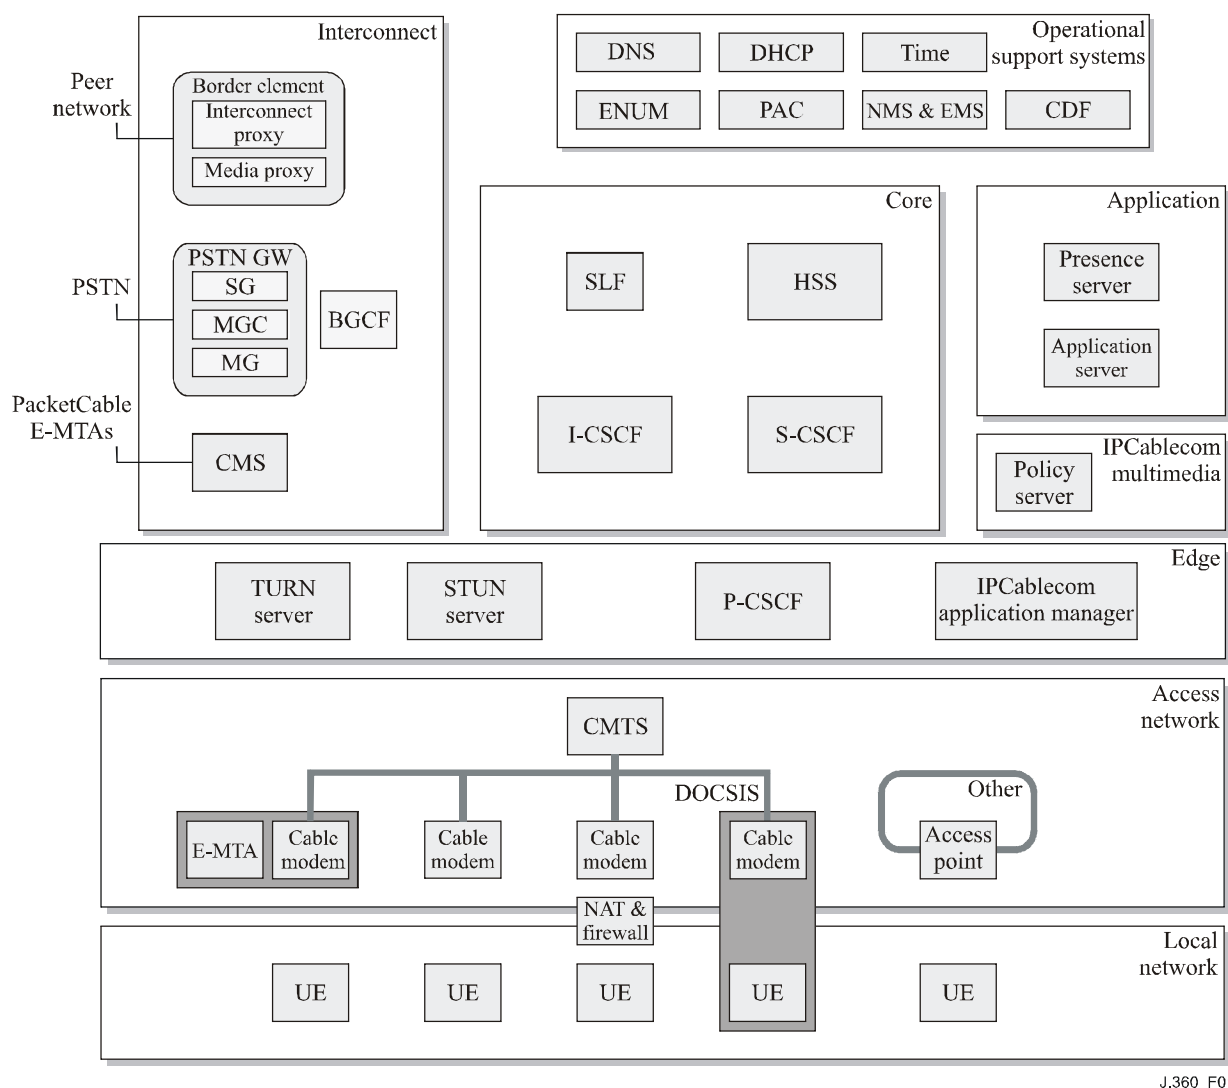 Interconnect
Peer
network
Border element
Interconnect
proxy
Media proxy
PSTN
PSTN GW
SG
MGC
MG
BGCF
PacketCable
E-MTAs
CMS
Operational
support systems
DNS
DHCP
Time
ENUM
PAC
NMS & EMS
CDF
Core
SLF
HSS
I-CSCF
S-CSCF
Application
Presence
server
Application
server
IPCablecom
multimedia
Policy
server
Edge
TURN
server
STUN
server
P-CSCF
IPCablecom
application manager
Access
network
CMTS
DOCSIS
Other
E-MTA
Cable
modem
Cable
modem
Cable
modem
Cable
modem
Access
point
NAT &
firewall
Local
network
UE
UE
UE
UE
UE
J.360_F0